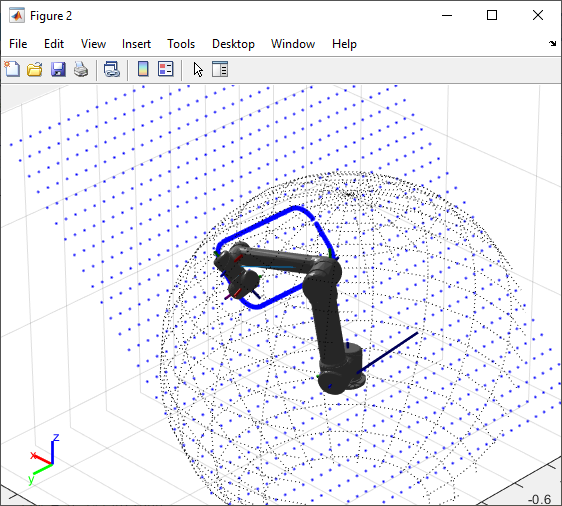 Figure 2
File Edit View Insert Tools Desktop Window Help
z
x
y
-0.6